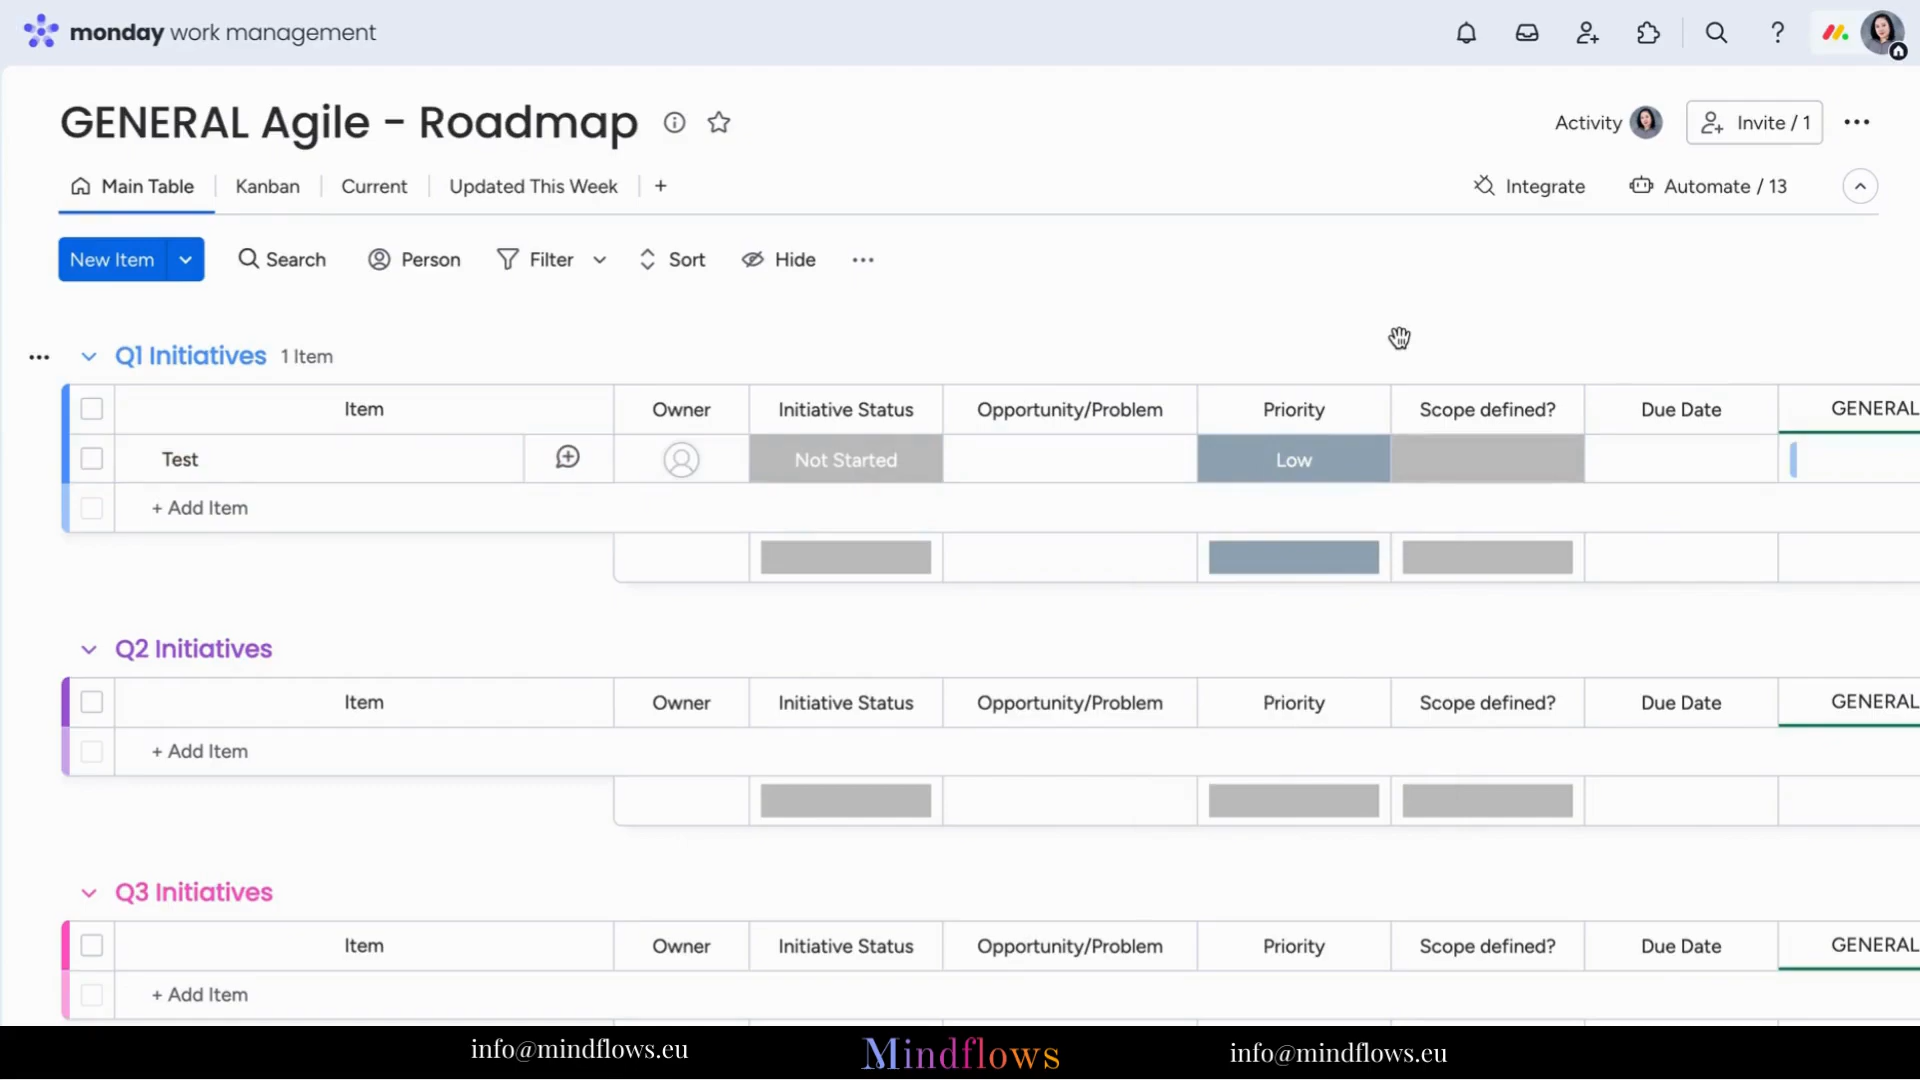 monday work management
GENERAL Agile - Roadmap
Activity
Invite / 1
Main Table
Kanban
Current
Updated This Week
+
Integrate
Automate / 13
New Item
Search
Person
Filter
Sort
Hide
Q1 Initiatives 1 Item
Item Owner Initiative Status Opportunity/Problem Priority Scope defined? Due Date GENERAL
Test Not Started Low
+ Add Item
Q2 Initiatives
Item Owner Initiative Status Opportunity/Problem Priority Scope defined? Due Date GENERAL
+ Add Item
Q3 Initiatives
Item Owner Initiative Status Opportunity/Problem Priority Scope defined? Due Date GENERAL
+ Add Item
info@mindflows.eu Mindflows info@mindflows.eu